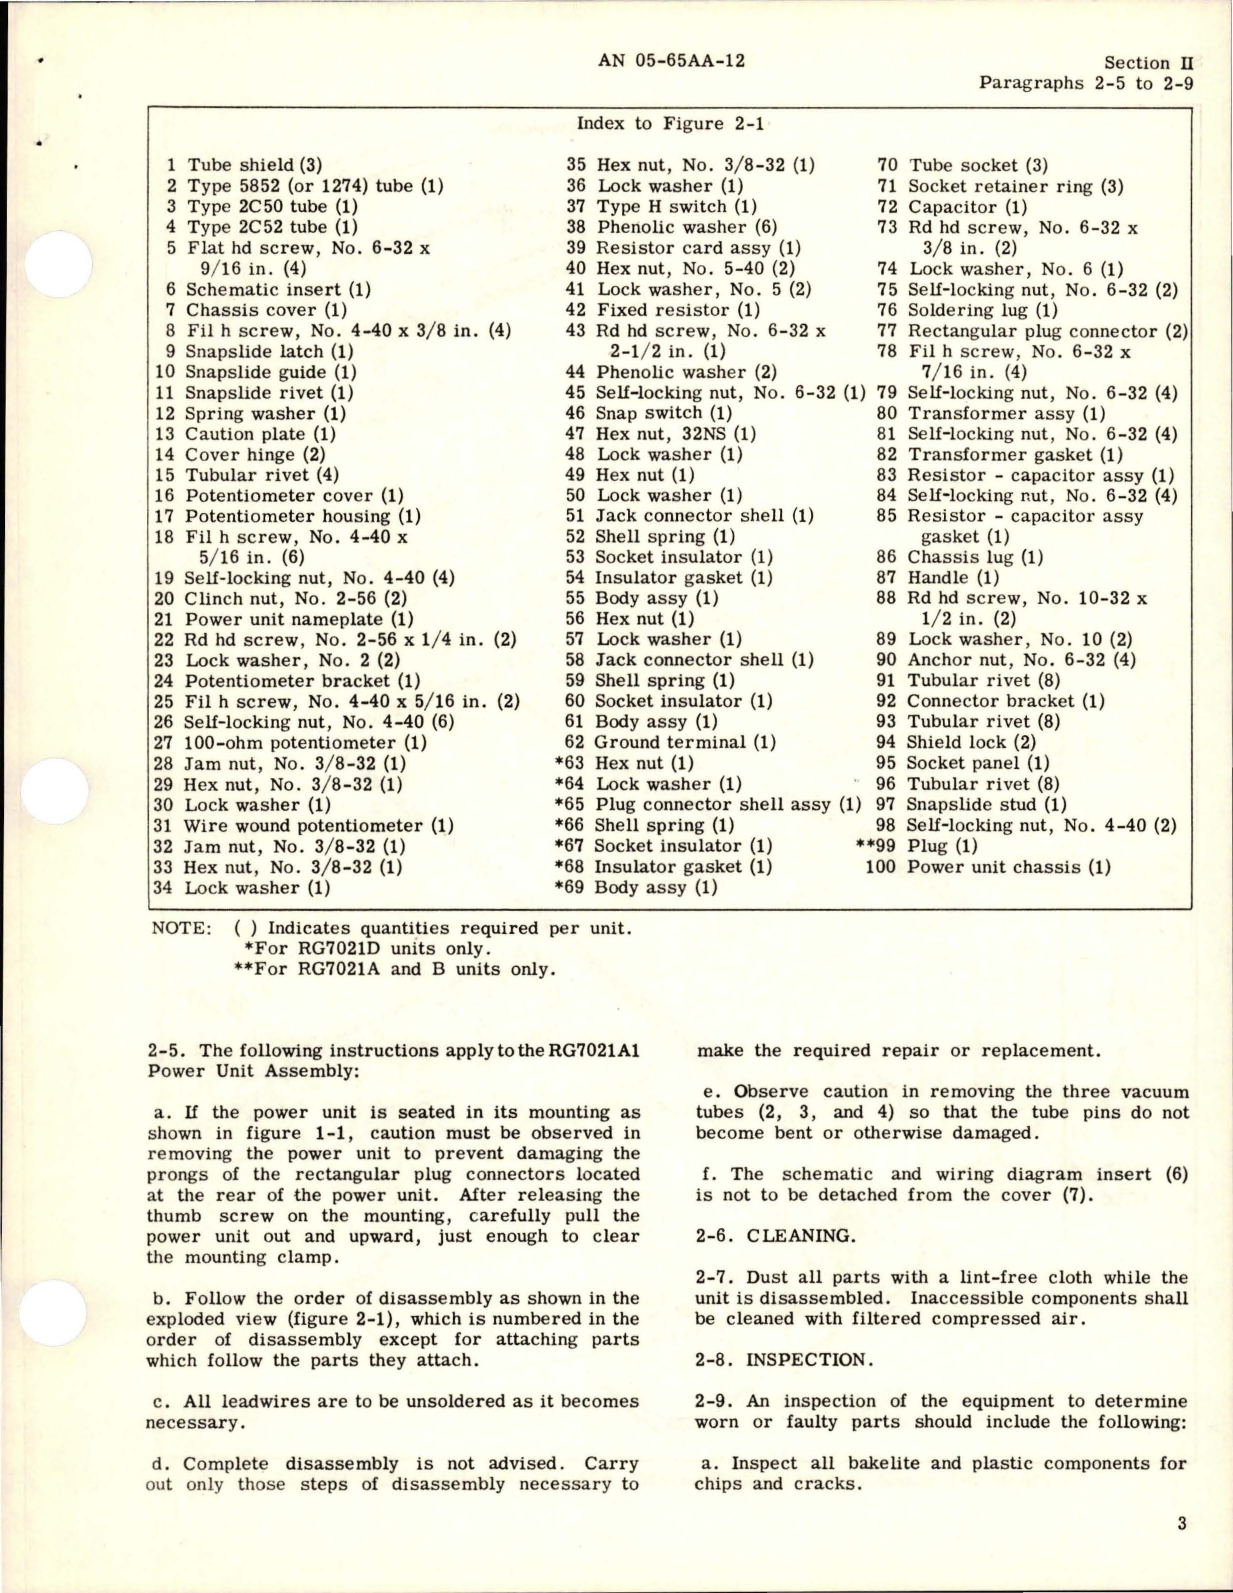 AN 05-65AA-12
Section II
Paragraphs 2-5 to 2-9
Index to Figure 2-1
1 Tube shield (3)
2 Type 5852 (or 1274) tube (1)
3 Type 2C50 tube (1)
4 Type 2C52 tube (1)
5 Flat hd screw, No. 6-32 x
9/16 in. (4)
6 Schematic insert (1)
7 Chassis cover (1)
8 Fil h screw, No. 4-40 x 3/8 in. (4)
9 Snapslide latch (1)
10 Snapslide guide (1)
11 Snapslide rivet (1)
12 Spring washer (1)
13 Caution plate (1)
14 Cover hinge (2)
15 Tubular rivet (4)
16 Potentiometer cover (1)
17 Potentiometer housing (1)
18 Fil h screw, No. 4-40 x
5/16 in. (6)
19 Self-locking nut, No. 4-40 (4)
20 Clinch nut, No. 2-56 (2)
21 Power unit nameplate (1)
22 Rd hd screw, No. 2-56 x 1/4 in. (2)
23 Lock washer, No. 2 (2)
24 Potentiometer bracket (1)
25 Fil h screw, No. 4-40 x 5/16 in. (2)
26 Self-locking nut, No. 4-40 (6)
27 100-ohm potentiometer (1)
28 Jam nut, No. 3/8-32 (1)
29 Hex nut, No. 3/8-32 (1)
30 Lock washer (1)
31 Wire wound potentiometer (1)
32 Jam nut, No. 3/8-32 (1)
33 Hex nut, No. 3/8-32 (1)
34 Lock washer (1)
35 Hex nut, No. 3/8-32 (1)
36 Lock washer (1)
37 Type H switch (1)
38 Phenolic washer (6)
39 Resistor card assy (1)
40 Hex nut, No. 5-40 (2)
41 Lock washer, No. 5 (2)
42 Fixed resistor (1)
43 Rd hd screw, No. 6-32 x
2-1/2 in. (1)
44 Phenolic washer (2)
45 Self-locking nut, No. 6-32 (1)
46 Snap switch (1)
47 Hex nut, 32NS (1)
48 Lock washer (1)
49 Hex nut (1)
50 Lock washer (1)
51 Jack connector shell (1)
52 Shell spring (1)
53 Socket insulator (1)
54 Insulator gasket (1)
55 Body assy (1)
56 Hex nut (1)
57 Lock washer (1)
58 Jack connector shell (1)
59 Shell spring (1)
60 Socket insulator (1)
61 Body assy (1)
62 Ground terminal (1)
*63 Hex nut (1)
*64 Lock washer (1)
*65 Plug connector shell assy (1)
*66 Shell spring (1)
*67 Socket insulator (1)
*68 Insulator gasket (1)
*69 Body assy (1)
70 Tube socket (3)
71 Socket retainer ring (3)
72 Capacitor (1)
73 Rd hd screw, No. 6-32 x
3/8 in. (2)
74 Lock washer, No. 6 (1)
75 Self-locking nut, No. 6-32 (2)
76 Soldering lug (1)
77 Rectangular plug connector (2)
78 Fil h screw, No. 6-32 x
7/16 in. (4)
79 Self-locking nut, No. 6-32 (4)
80 Transformer assy (1)
81 Self-locking nut, No. 6-32 (4)
82 Transformer gasket (1)
83 Resistor - capacitor assy (1)
84 Self-locking nut, No. 6-32 (4)
85 Resistor - capacitor assy
gasket (1)
86 Chassis lug (1)
87 Handle (1)
88 Rd hd screw, No. 10-32 x
1/2 in. (2)
89 Lock washer, No. 10 (2)
90 Anchor nut, No. 6-32 (4)
91 Tubular rivet (8)
92 Connector bracket (1)
93 Tubular rivet (8)
94 Shield lock (2)
95 Socket panel (1)
96 Tubular rivet (8)
97 Snapslide stud (1)
98 Self-locking nut, No. 4-40 (2)
**99 Plug (1)
100 Power unit chassis (1)
NOTE: ( ) Indicates quantities required per unit.
*For RG7021D units only.
**For RG7021A and B units only.
2-5. The following instructions apply to the RG7021A1
Power Unit Assembly:
a. If the power unit is seated in its mounting as
shown in figure 1-1, caution must be observed in
removing the power unit to prevent damaging the
prongs of the rectangular plug connectors located
at the rear of the power unit. After releasing the
thumb screw on the mounting, carefully pull the
power unit out and upward, just enough to clear
the mounting clamp.
b. Follow the order of disassembly as shown in the
exploded view (figure 2-1), which is numbered in the
order of disassembly except for attaching parts
which follow the parts they attach.
c. All leadwires are to be unsoldered as it becomes
necessary.
d. Complete disassembly is not advised. Carry
out only those steps of disassembly necessary to
make the required repair or replacement.
e. Observe caution in removing the three vacuum
tubes (2, 3, and 4) so that the tube pins do not
become bent or otherwise damaged.
f. The schematic and wiring diagram insert (6)
is not to be detached from the cover (7).
2-6. CLEANING.
2-7. Dust all parts with a lint-free cloth while the
unit is disassembled. Inaccessible components shall
be cleaned with filtered compressed air.
2-8. INSPECTION.
2-9. An inspection of the equipment to determine
worn or faulty parts should include the following:
a. Inspect all bakelite and plastic components for
chips and cracks.
3